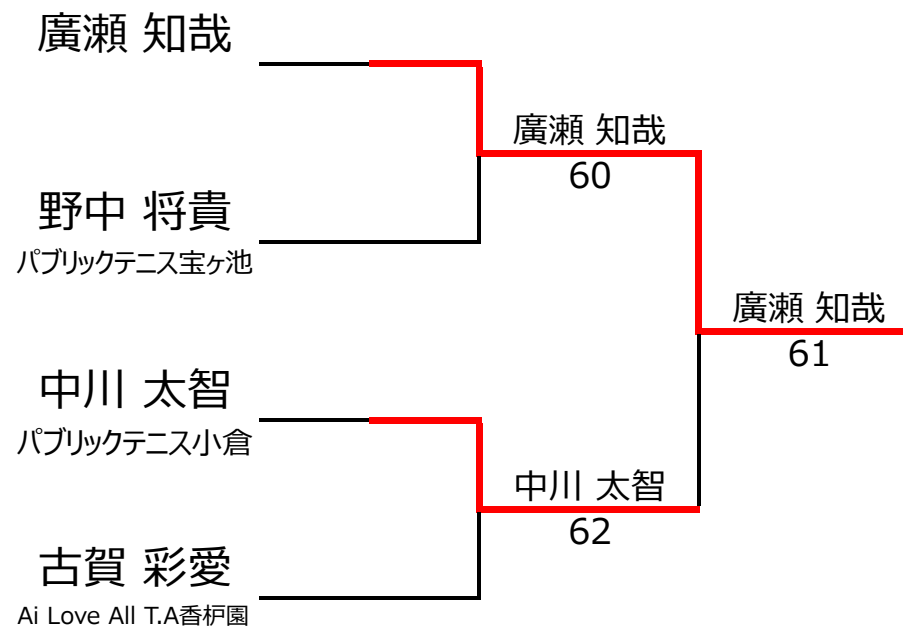 廣瀬 知哉
廣瀬 知哉
60
野中 将貴
パブリックテニス宝ヶ池
廣瀬 知哉
61
中川 太智
パブリックテニス小倉
中川 太智
62
古賀 彩愛
Ai Love All T.A香枦園